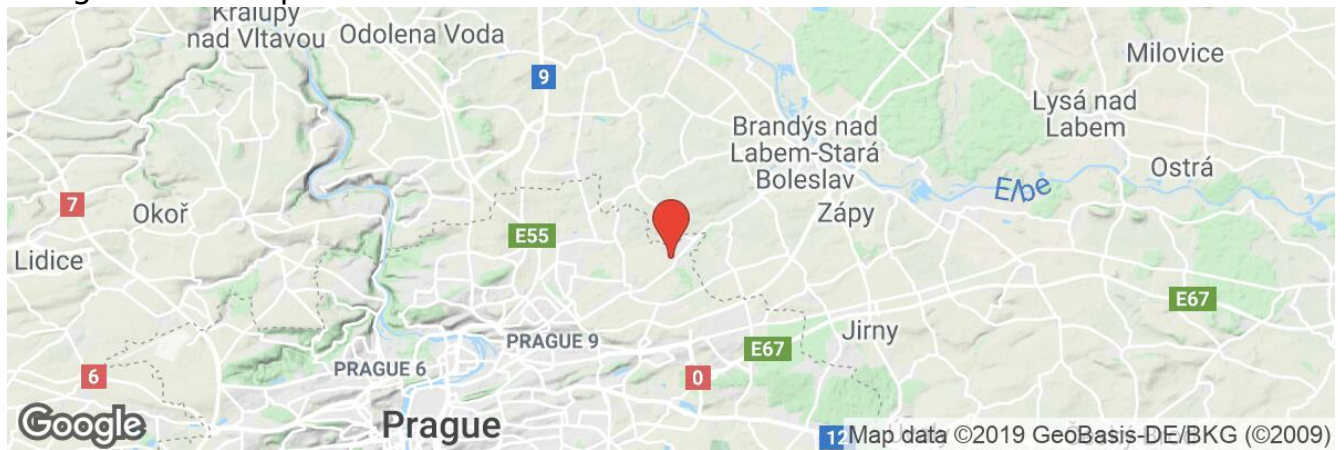 Kralupy
nad Vltavou
Odolena Voda
Milovice
9
Lysá nad
Labem
Brandýs nad
Labem-Stará
Boleslav
Ostrá
Elbe
7
Okoř
Zápy
E55
Lidice
E67
Jirny
PRAGUE 9
E67
PRAGUE 6
6
0
Google
Prague
12
Map data ©2019 GeoBasis-DE/BKG (©2009)